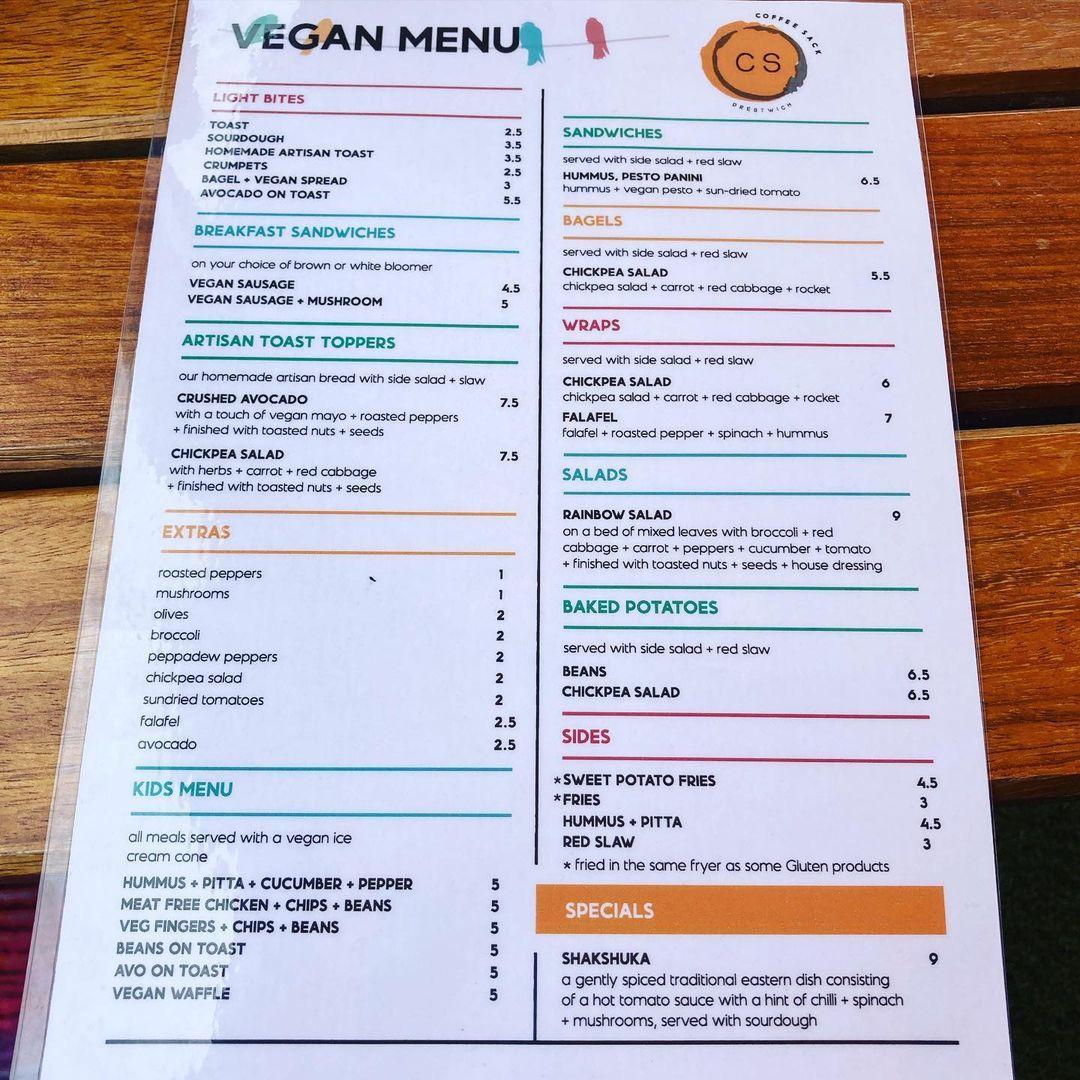 VEGAN MENU
COFFEE SACK
CS
PRESTWICH
LIGHT BITES
TOAST 2.5
SOURDOUGH 3.5
HOMEMADE ARTISAN TOAST 3.5
CRUMPETS 2.5
BAGEL + VEGAN SPREAD 3
AVOCADO ON TOAST 5.5
BREAKFAST SANDWICHES
on your choice of brown or white bloomer
VEGAN SAUSAGE 4.5
VEGAN SAUSAGE + MUSHROOM 5
ARTISAN TOAST TOPPERS
our homemade artisan bread with side salad + slaw
CRUSHED AVOCADO 7.5
with a touch of vegan mayo + roasted peppers
+ finished with toasted nuts + seeds
CHICKPEA SALAD 7.5
with herbs + carrot + red cabbage
+ finished with toasted nuts + seeds
EXTRAS
roasted peppers 1
mushrooms 1
olives 2
broccoli 2
peppadew peppers 2
chickpea salad 2
sundried tomatoes 2
falafel 2.5
avocado 2.5
KIDS MENU
all meals served with a vegan ice
cream cone
HUMMUS + PITTA + CUCUMBER + PEPPER 5
MEAT FREE CHICKEN + CHIPS + BEANS 5
VEG FINGERS + CHIPS + BEANS 5
BEANS ON TOAST 5
AVO ON TOAST 5
VEGAN WAFFLE 5
SANDWICHES
served with side salad + red slaw
HUMMUS, PESTO PANINI 6.5
hummus + vegan pesto + sun-dried tomato
BAGELS
served with side salad + red slaw
CHICKPEA SALAD 5.5
chickpea salad + carrot + red cabbage + rocket
WRAPS
served with side salad + red slaw
CHICKPEA SALAD 6
chickpea salad + carrot + red cabbage + rocket
FALAFEL 7
falafel + roasted pepper + spinach + hummus
SALADS
RAINBOW SALAD 9
on a bed of mixed leaves with broccoli + red
cabbage + carrot + peppers + cucumber + tomato
+ finished with toasted nuts + seeds + house dressing
BAKED POTATOES
served with side salad + red slaw
BEANS 6.5
CHICKPEA SALAD 6.5
SIDES
*SWEET POTATO FRIES 4.5
*FRIES 3
HUMMUS + PITTA 4.5
RED SLAW 3
* fried in the same fryer as some Gluten products
SPECIALS
SHAKSHUKA 9
a gently spiced traditional eastern dish consisting
of a hot tomato sauce with a hint of chilli + spinach
+ mushrooms, served with sourdough